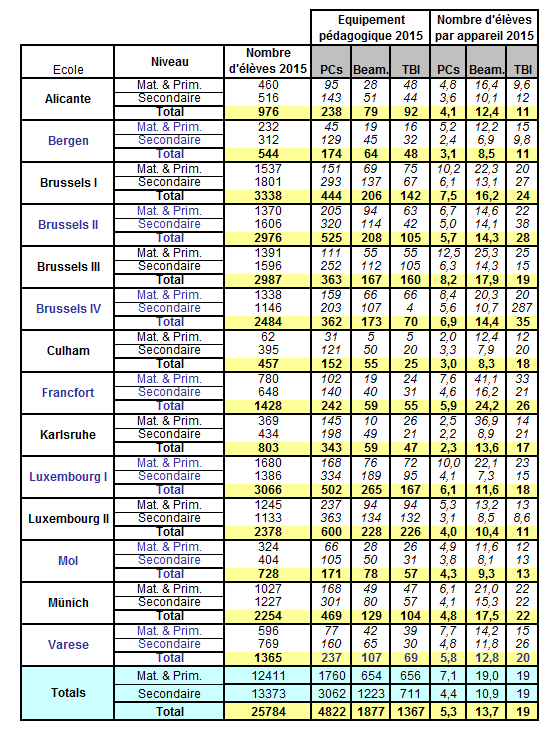 Equipement pédagogique 2015 Nombre d'élèves par appareil 2015
Ecole Niveau Nombre d'élèves 2015 PCs Beam. TBI PCs Beam. TBI
Alicante Mat. & Prim. 460 95 28 48 4,8 16,4 9,6
Secondaire 516 143 51 44 3,6 10,1 12
Total 976 238 79 92 4,1 12,4 11
Bergen Mat. & Prim. 232 45 19 16 5,2 12,2 15
Secondaire 312 129 45 32 2,4 6,9 9,8
Total 544 174 64 48 3,1 8,5 11
Brussels I Mat. & Prim. 1537 151 69 75 10,2 22,3 20
Secondaire 1801 293 137 67 6,1 13,1 27
Total 3338 444 206 142 7,5 16,2 24
Brussels II Mat. & Prim. 1370 205 94 63 6,7 14,6 22
Secondaire 1606 320 114 42 5,0 14,1 38
Total 2976 525 208 105 5,7 14,3 28
Brussels III Mat. & Prim. 1391 111 55 55 12,5 25,3 25
Secondaire 1596 252 112 105 6,3 14,3 15
Total 2987 363 167 160 8,2 17,9 19
Brussels IV Mat. & Prim. 1338 159 66 66 8,4 20,3 20
Secondaire 1146 203 107 4 5,6 10,7 287
Total 2484 362 173 70 6,9 14,4 35
Culham Mat. & Prim. 62 31 5 5 2,0 12,4 12
Secondaire 395 121 50 20 3,3 7,9 20
Total 457 152 55 25 3,0 8,3 18
Francfort Mat. & Prim. 780 102 19 24 7,6 41,1 33
Secondaire 648 140 40 31 4,6 16,2 21
Total 1428 242 59 55 5,9 24,2 26
Karlsruhe Mat. & Prim. 369 145 10 26 2,5 36,9 14
Secondaire 434 198 49 21 2,2 8,9 21
Total 803 343 59 47 2,3 13,6 17
Luxembourg I Mat. & Prim. 1680 168 76 72 10,0 22,1 23
Secondaire 1386 334 189 95 4,1 7,3 15
Total 3066 502 265 167 6,1 11,6 18
Luxembourg II Mat. & Prim. 1245 237 94 94 5,3 13,2 13
Secondaire 1133 363 134 132 3,1 8,5 8,6
Total 2378 600 228 226 4,0 10,4 11
Mol Mat. & Prim. 324 66 28 26 4,9 11,6 12
Secondaire 404 105 50 31 3,8 8,1 13
Total 728 171 78 57 4,3 9,3 13
Münich Mat. & Prim. 1027 168 49 47 6,1 21,0 22
Secondaire 1227 301 80 57 4,1 15,3 22
Total 2254 469 129 104 4,8 17,5 22
Varese Mat. & Prim. 596 77 42 39 7,7 14,2 15
Secondaire 769 160 65 30 4,8 11,8 26
Total 1365 237 107 69 5,8 12,8 20
Totals Mat. & Prim. 12411 1760 654 656 7,1 19,0 19
Secondaire 13373 3062 1223 711 4,4 10,9 19
Total 25784 4822 1877 1367 5,3 13,7 19